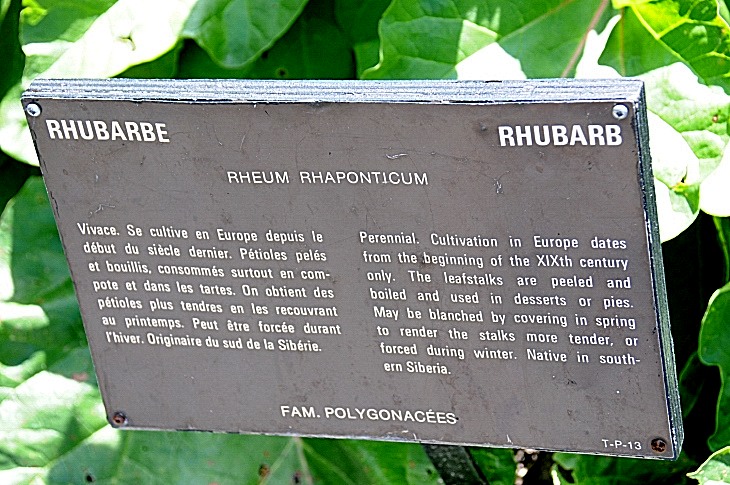 RHUBARBE
RHUBARB
RHEUM RHAPONTICUM
Vivace. Se cultive en Europe depuis le
début du siècle dernier. Pétioles pelés
et bouillis, consommés surtout en com-
pote et dans les tartes. On obtient des
pétioles plus tendres en les recouvrant
au printemps. Peut être forcée durant
l'hiver. Originaire du sud de la Sibérie.
Perennial. Cultivation in Europe dates
from the beginning of the XIXth century
only. The leafstalks are peeled and
boiled and used in desserts or pies.
May be blanched by covering in spring
to render the stalks more tender, or
forced during winter. Native in south-
ern Siberia.
FAM. POLYGONACÉES
T-P-13